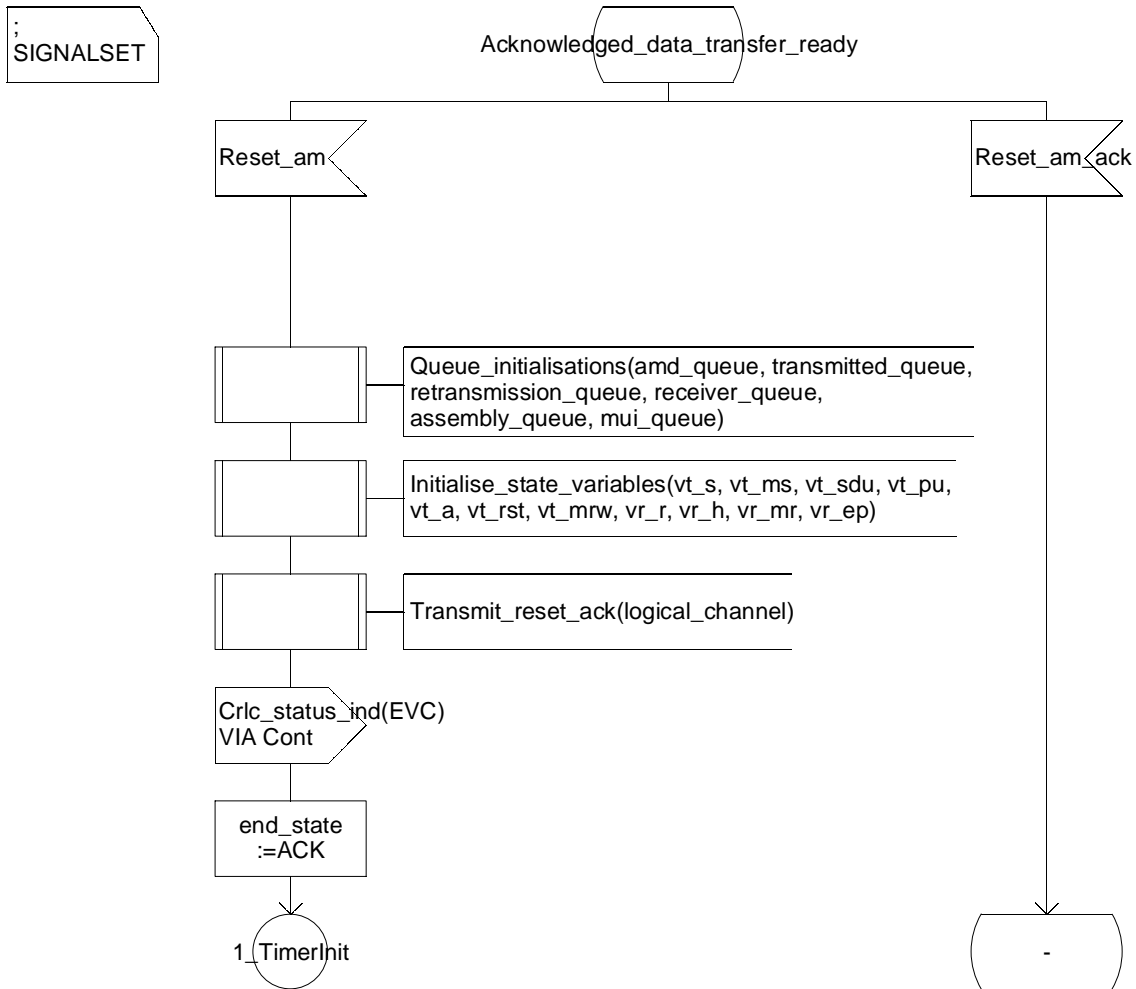 ;
SIGNALSET
Acknowledged_data_transfer_ready
Reset_am
Reset_am_ack
Queue_initialisations(amd_queue, transmitted_queue,
retransmission_queue, receiver_queue,
assembly_queue, mui_queue)
Initialise_state_variables(vt_s, vt_ms, vt_sdu, vt_pu,
vt_a, vt_rst, vt_mrw, vr_r, vr_h, vr_mr, vr_ep)
Transmit_reset_ack(logical_channel)
Crlc_status_ind(EVC)
VIA Cont
end_state
:=ACK
1_TimerInit
-